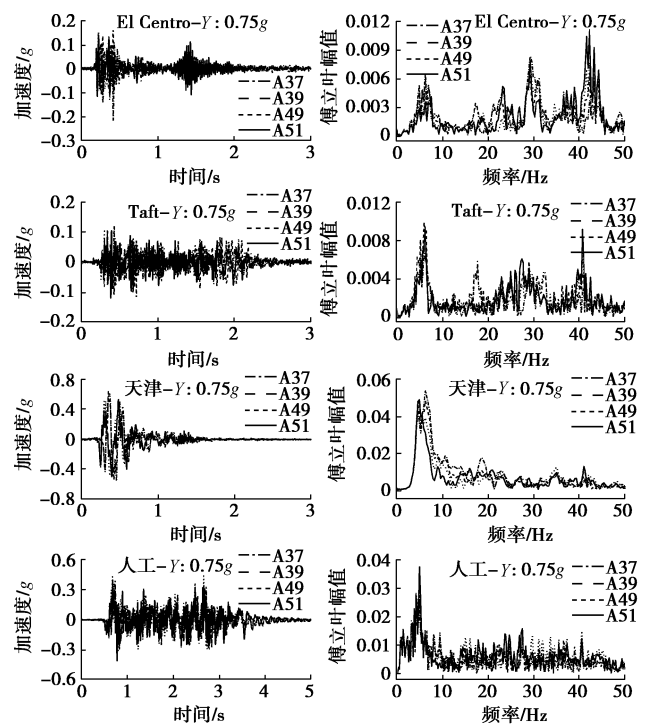 El Centro-Y: 0.75g
加速度/g
0.2
0.1
0
-0.1
-0.2
-0.3
A37
A39
A49
A51
0 1 2 3
时间/s
El Centro-Y: 0.75g
傅立叶幅值
0.012
0.009
0.006
0.003
0
A37
A39
A49
A51
0 10 20 30 40 50
频率/Hz
Taft-Y: 0.75g
加速度/g
0.2
0.1
0
-0.1
-0.2
A37
A39
A49
A51
0 1 2 3
时间/s
Taft-Y: 0.75g
傅立叶幅值
0.012
0.008
0.004
0
A37
A39
A49
A51
0 10 20 30 40 50
频率/Hz
天津-Y: 0.75g
加速度/g
0.8
0.4
0
-0.4
-0.8
A37
A39
A49
A51
0 1 2 3
时间/s
天津-Y: 0.75g
傅立叶幅值
0.06
0.04
0.02
0
A37
A39
A49
A51
0 10 20 30 40 50
频率/Hz
人工-Y: 0.75g
加速度/g
0.6
0.3
0
-0.3
-0.6
A37
A39
A49
A51
0 1 2 3 4 5
时间/s
人工-Y: 0.75g
傅立叶幅值
0.04
0.03
0.02
0.01
0
A37
A39
A49
A51
0 10 20 30 40 50
频率/Hz